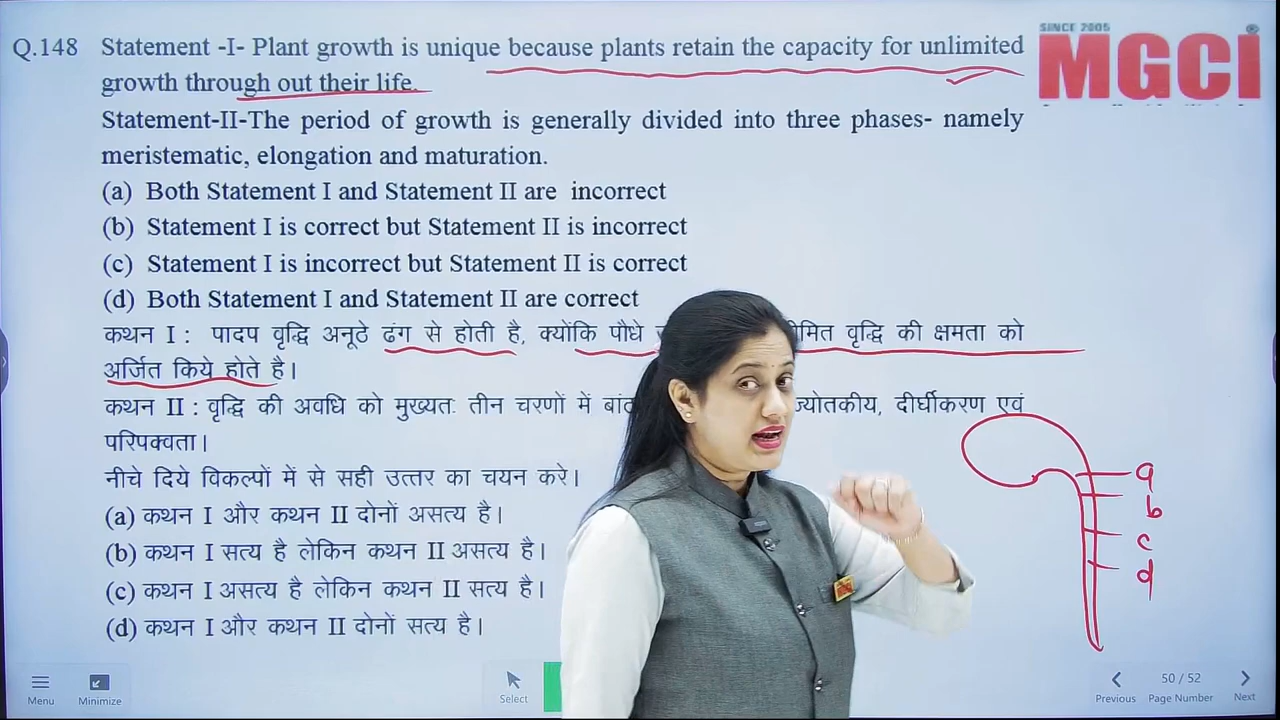 SINCE 2005
MGCI
Q.148 Statement -I- Plant growth is unique because plants retain the capacity for unlimited
growth through out their life.
Statement-II-The period of growth is generally divided into three phases- namely
meristematic, elongation and maturation.
(a) Both Statement I and Statement II are incorrect
(b) Statement I is correct but Statement II is incorrect
(c) Statement I is incorrect but Statement II is correct
(d) Both Statement I and Statement II are correct
कथन I : पादप वृद्धि अनूठे ढंग से होती है, क्योंकि पौधे वृद्धि की क्षमता को
अर्जित किये होते है।
कथन II : वृद्धि की अवधि को मुख्यतः तीन चरणों में दीर्घीकरण एवं
परिपक्वता।
नीचे दिये विकल्पों में से सही उत्तर का चयन करे।
(a) कथन I और कथन II दोनों असत्य है।
(b) कथन I सत्य है लेकिन कथन II असत्य है।
(c) कथन I असत्य है लेकिन कथन II सत्य है।
(d) कथन I और कथन II दोनों सत्य है।
a
b
c
d
Menu
Minimize
Select
Previous
50 / 52
Page Number
Next